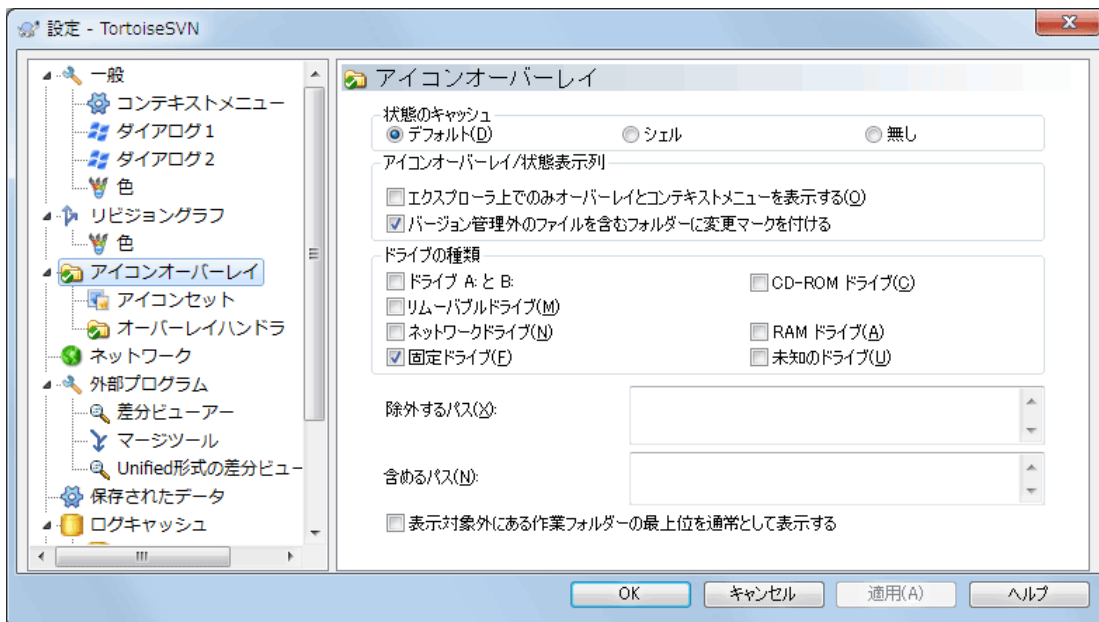 設定 - TortoiseSVN
一般
コンテキストメニュー
ダイアログ1
ダイアログ2
色
リビジョングラフ
色
アイコンオーバーレイ
アイコンセット
オーバーレイハンドラ
ネットワーク
外部プログラム
差分ビューアー
マージツール
Unified形式の差分ビュー
保存されたデータ
ログキャッシュ
アイコンオーバーレイ
状態のキャッシュ
デフォルト(D) シェル 無し
アイコンオーバーレイ/状態表示列
エクスプローラ上でのみオーバーレイとコンテキストメニューを表示する(O)
バージョン管理外のファイルを含むフォルダーに変更マークを付ける
ドライブの種類
ドライブ A: と B: CD-ROM ドライブ(C)
リムーバブルドライブ(M)
ネットワークドライブ(N) RAM ドライブ(A)
固定ドライブ(F) 未知のドライブ(U)
除外するパス(X):
含めるパス(N):
表示対象外にある作業フォルダーの最上位を通常として表示する
OK キャンセル 適用(A) ヘルプ